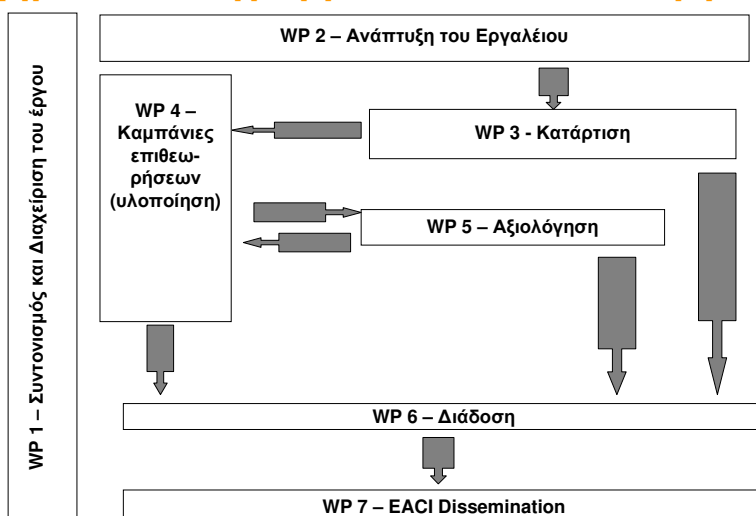 WP 1 – Συντονισμός και Διαχείριση του έργου
WP 2 – Ανάπτυξη του Εργαλείου
WP 4 –
Καμπάνιες
επιθεω-
ρήσεων
(υλοποίηση)
WP 3 - Κατάρτιση
WP 5 – Αξιολόγηση
WP 6 – Διάδοση
WP 7 – EACI Dissemination